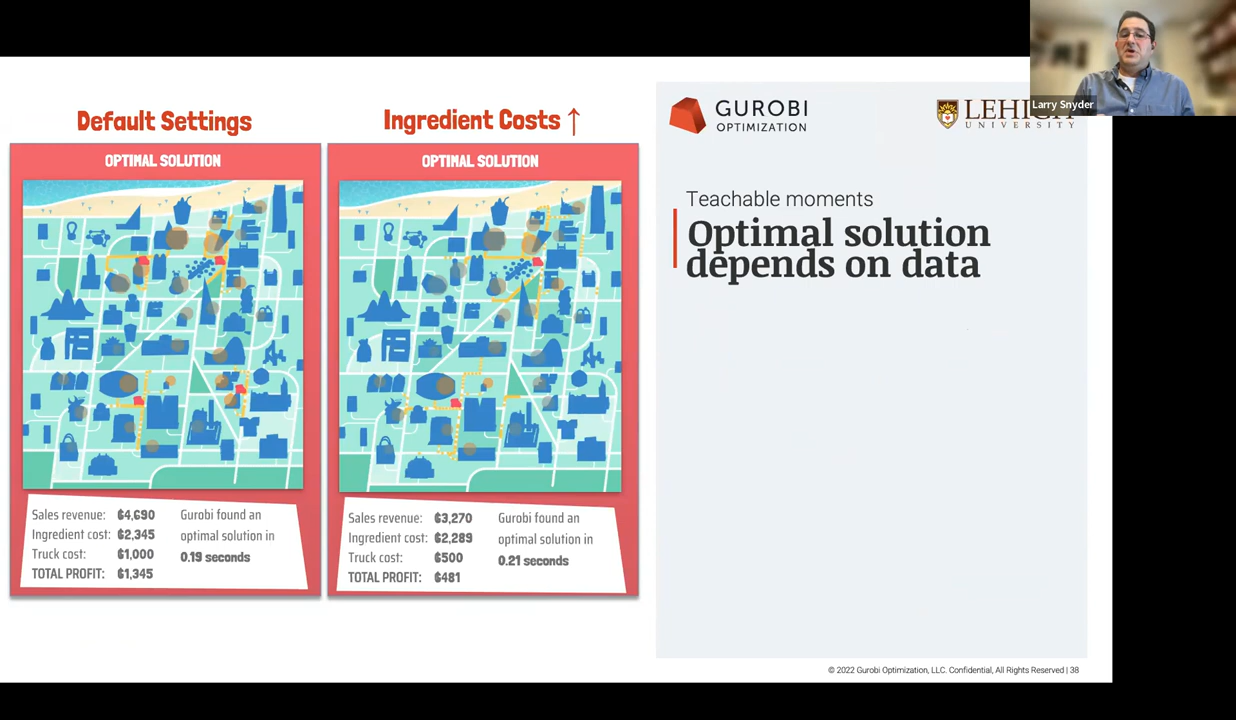 Default Settings
OPTIMAL SOLUTION
Sales revenue: ₲4,690
Ingredient cost: ₲2,345
Truck cost: ₲1,000
TOTAL PROFIT: ₲1,345
Gurobi found an
optimal solution in
0.19 seconds
Ingredient Costs ↑
OPTIMAL SOLUTION
Sales revenue: ₲3,270
Ingredient cost: ₲2,289
Truck cost: ₲500
TOTAL PROFIT: ₲481
Gurobi found an
optimal solution in
0.21 seconds
GUROBI
OPTIMIZATION
UNIVERSITY
Larry Snyder
Teachable moments
Optimal solution
depends on data
© 2022 Gurobi Optimization, LLC. Confidential, All Rights Reserved | 38